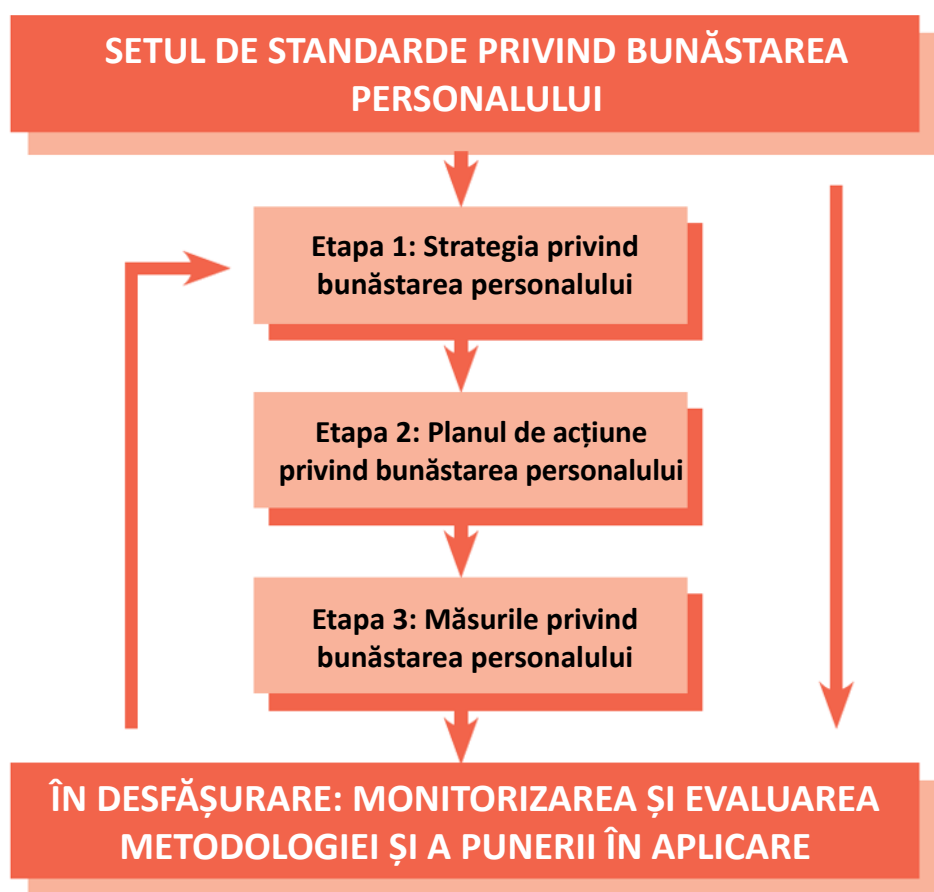 SETUL DE STANDARDE PRIVIND BUNĂSTAREA
PERSONALULUI
Etapa 1: Strategia privind
bunăstarea personalului
Etapa 2: Planul de acțiune
privind bunăstarea personalului
Etapa 3: Măsurile privind
bunăstarea personalului
ÎN DESFĂȘURARE: MONITORIZAREA ȘI EVALUAREA
METODOLOGIEI ȘI A PUNERII ÎN APLICARE